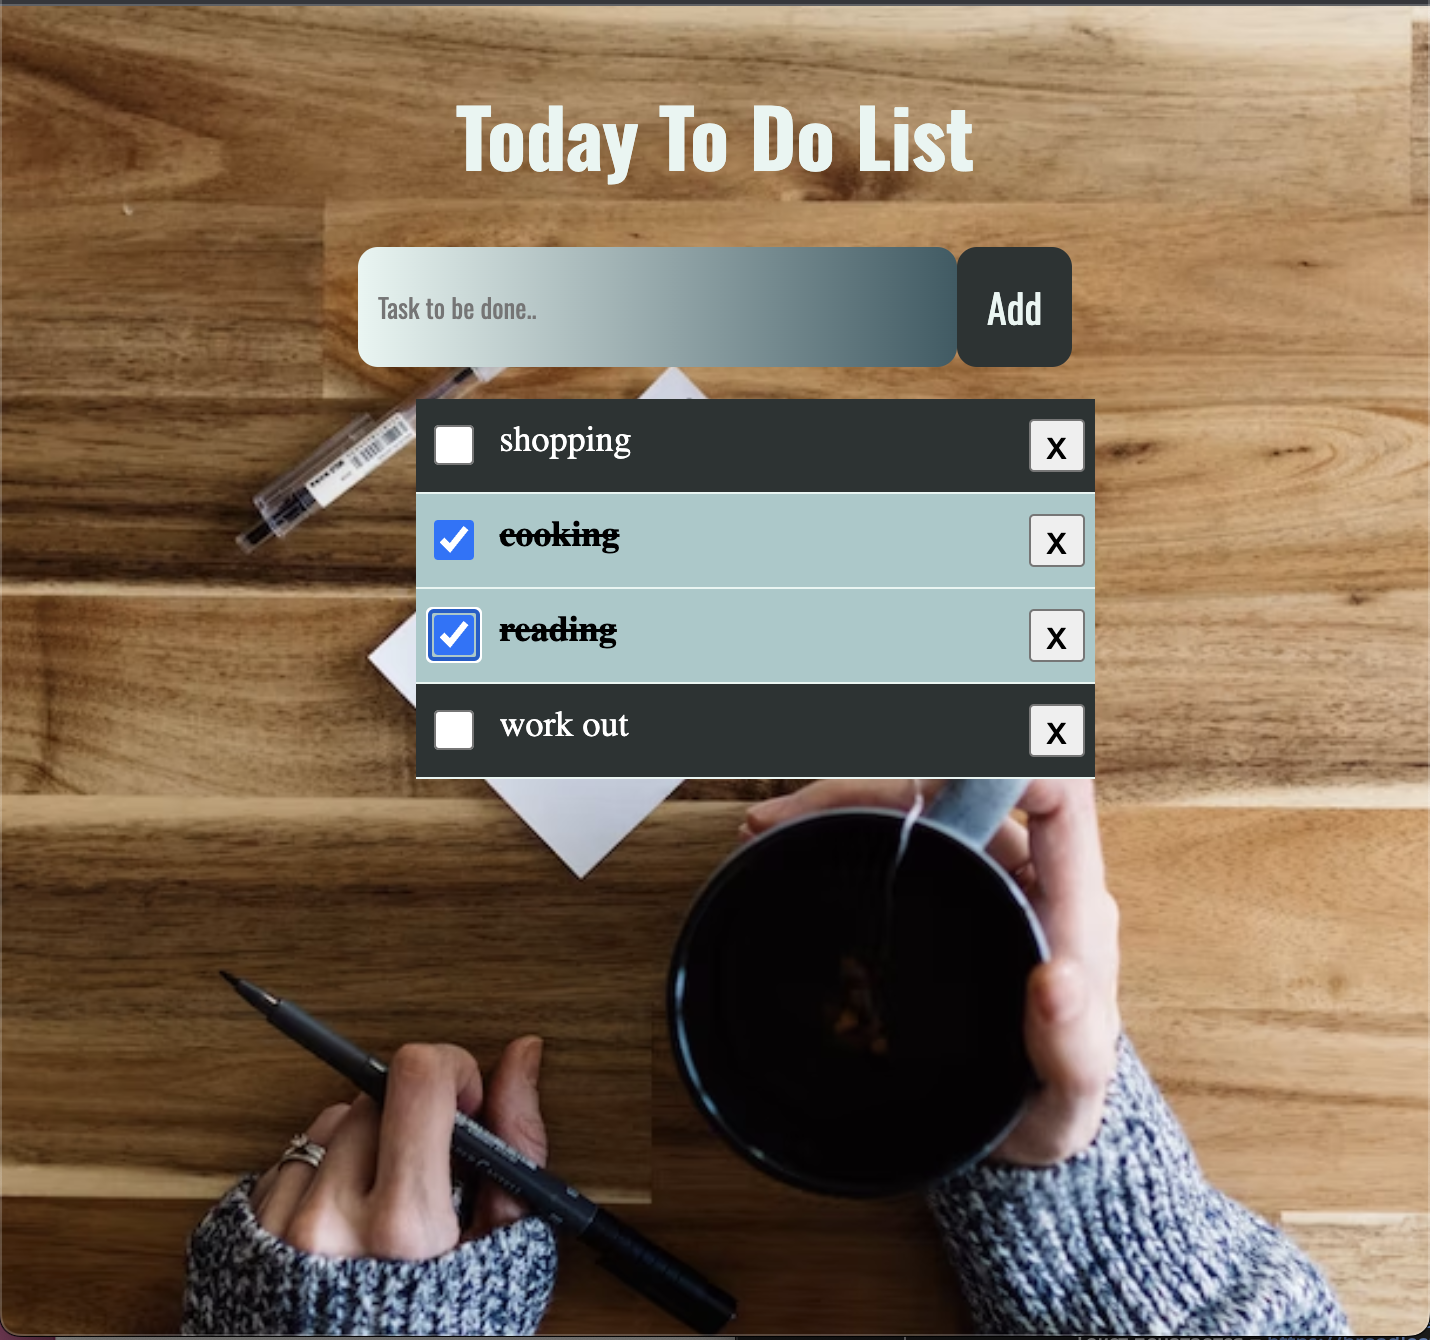 Today To Do List
Task to be done..
Add
shopping
X
cooking
X
reading
X
work out
X